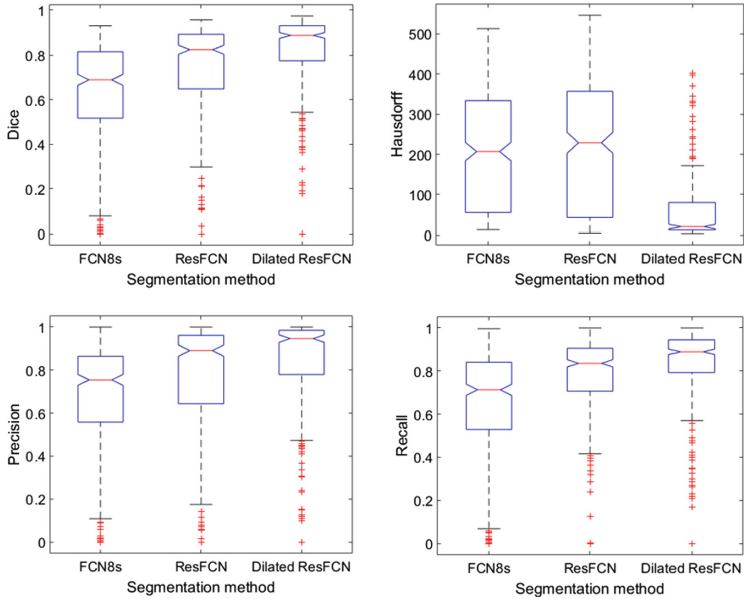 Dice
1
0.8
0.6
0.4
0.2
0
FCN8s ResFCN Dilated ResFCN
Segmentation method
Hausdorff
500
400
300
200
100
0
FCN8s ResFCN Dilated ResFCN
Segmentation method
Precision
1
0.8
0.6
0.4
0.2
0
FCN8s ResFCN Dilated ResFCN
Segmentation method
Recall
1
0.8
0.6
0.4
0.2
0
FCN8s ResFCN Dilated ResFCN
Segmentation method